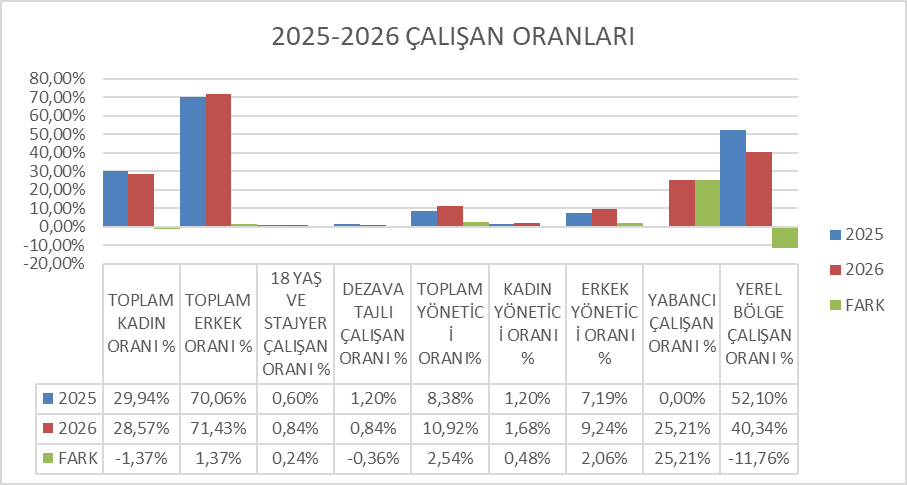 2025-2026 ÇALIŞAN ORANLARI
80,00%
70,00%
60,00%
50,00%
40,00%
30,00%
20,00%
10,00%
0,00%
-10,00%
-20,00%
2025
2026
FARK
TOPLAM
KADIN
ORANI %
TOPLAM
ERKEK
ORANI %
18 YAŞ
VE
STAJYER
ÇALIŞAN
ORANI %
DEZAVA
TAJLI
ÇALIŞAN
ORANI %
TOPLAM
YÖNETİC
İ
ORANI%
KADIN
YÖNETİC
İ ORANI
%
ERKEK
YÖNETİC
İ ORANI
%
YABANCI
ÇALIŞAN
ORANI %
YEREL
BÖLGE
ÇALIŞAN
ORANI %
2025 29,94% 70,06% 0,60% 1,20% 8,38% 1,20% 7,19% 0,00% 52,10%
2026 28,57% 71,43% 0,84% 0,84% 10,92% 1,68% 9,24% 25,21% 40,34%
FARK -1,37% 1,37% 0,24% -0,36% 2,54% 0,48% 2,06% 25,21% -11,76%